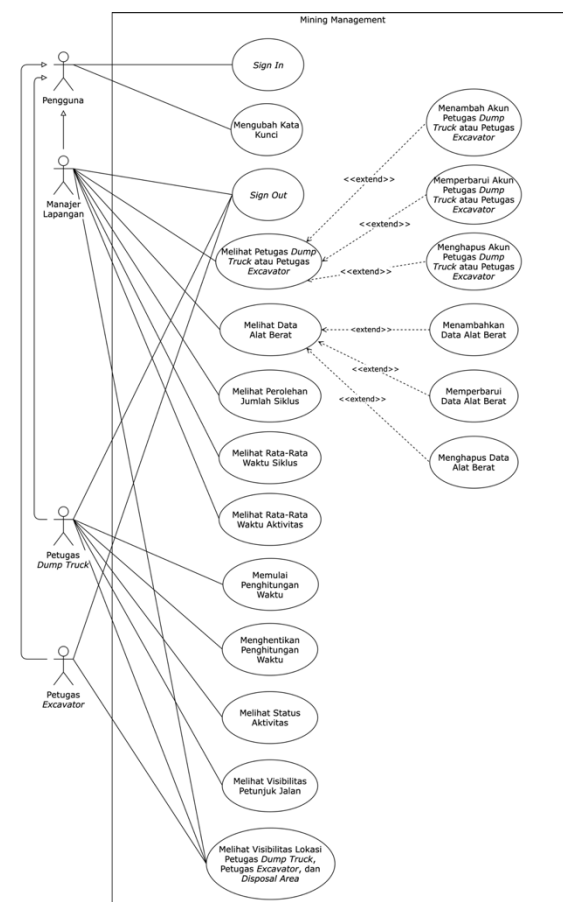 Mining Management
Sign In
Pengguna
Mengubah Kata
Kunci
Menambah Akun
Petugas Dump
Truck atau Petugas
Excavator
<<extend>>
Manajer
Lapangan
Sign Out
Memperbarui Akun
Petugas Dump
Truck atau Petugas
Excavator
<<extend>>
Melihat Petugas Dump
Truck atau Petugas
Excavator
Menghapus Akun
Petugas Dump
Truck atau Petugas
Excavator
<<extend>>
Melihat Data
Alat Berat
<extend>>
Menambahkan
Data Alat Berat
<<extend>>
Memperbarui
Data Alat Berat
<<extend>>
Melihat Perolehan
Jumlah Siklus
Menghapus Data
Alat Berat
Melihat Rata-Rata
Waktu Siklus
Melihat Rata-Rata
Waktu Aktivitas
Petugas
Dump Truck
Memulai
Penghitungan
Waktu
Menghentikan
Penghitungan
Waktu
Petugas
Excavator
Melihat Status
Aktivitas
Melihat Visibilitas
Petunjuk Jalan
Melihat Visibilitas Lokasi
Petugas Dump Truck,
Petugas Excavator, dan
Disposal Area